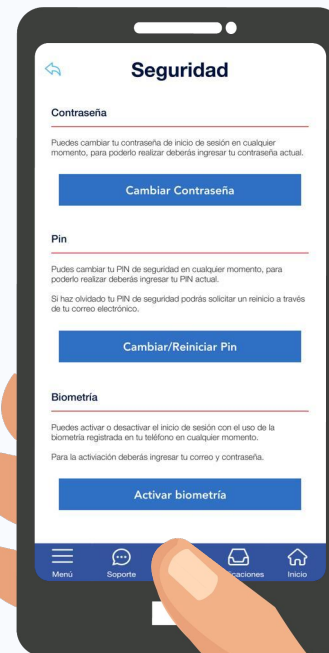 Seguridad
Contraseña
Puedes cambiar tu contraseña de inicio de sesión en cualquier
momento, para poderlo realizar deberás ingresar tu contraseña actual.
Cambiar Contraseña
Pin
Pudes cambiar tu PIN de seguridad en cualquier momento, para
poderlo realizar deberás ingresar tu PIN actual.
Si haz olvidado tu PIN de seguridad podrás solicitar un reinicio a través
de tu correo electrónico.
Cambiar/Reiniciar Pin
Biometría
Puedes activar o desactivar el inicio de sesión con el uso de la
biometría registrada en tu teléfono en cualquier momento.
Para la activiación deberás ingresar tu correo y contraseña.
Activar biometría
Menú Soporte icaciones Inicio